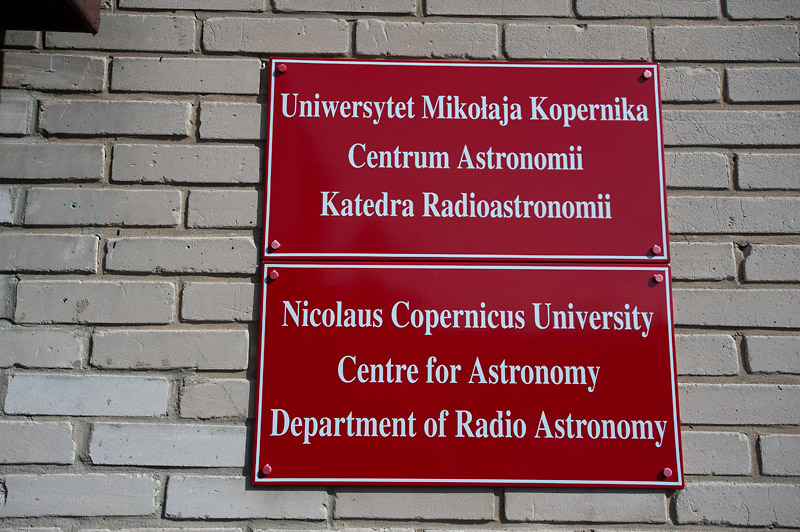 Uniwersytet Mikołaja Kopernika
Centrum Astronomii
Katedra Radioastronomii
Nicolaus Copernicus University
Centre for Astronomy
Department of Radio Astronomy